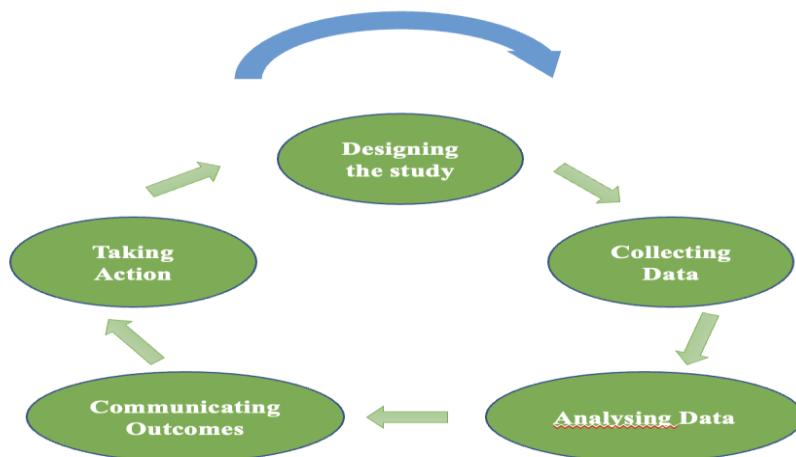 Designing
the study
Collecting
Data
Analysing Data
Communicating
Outcomes
Taking
Action